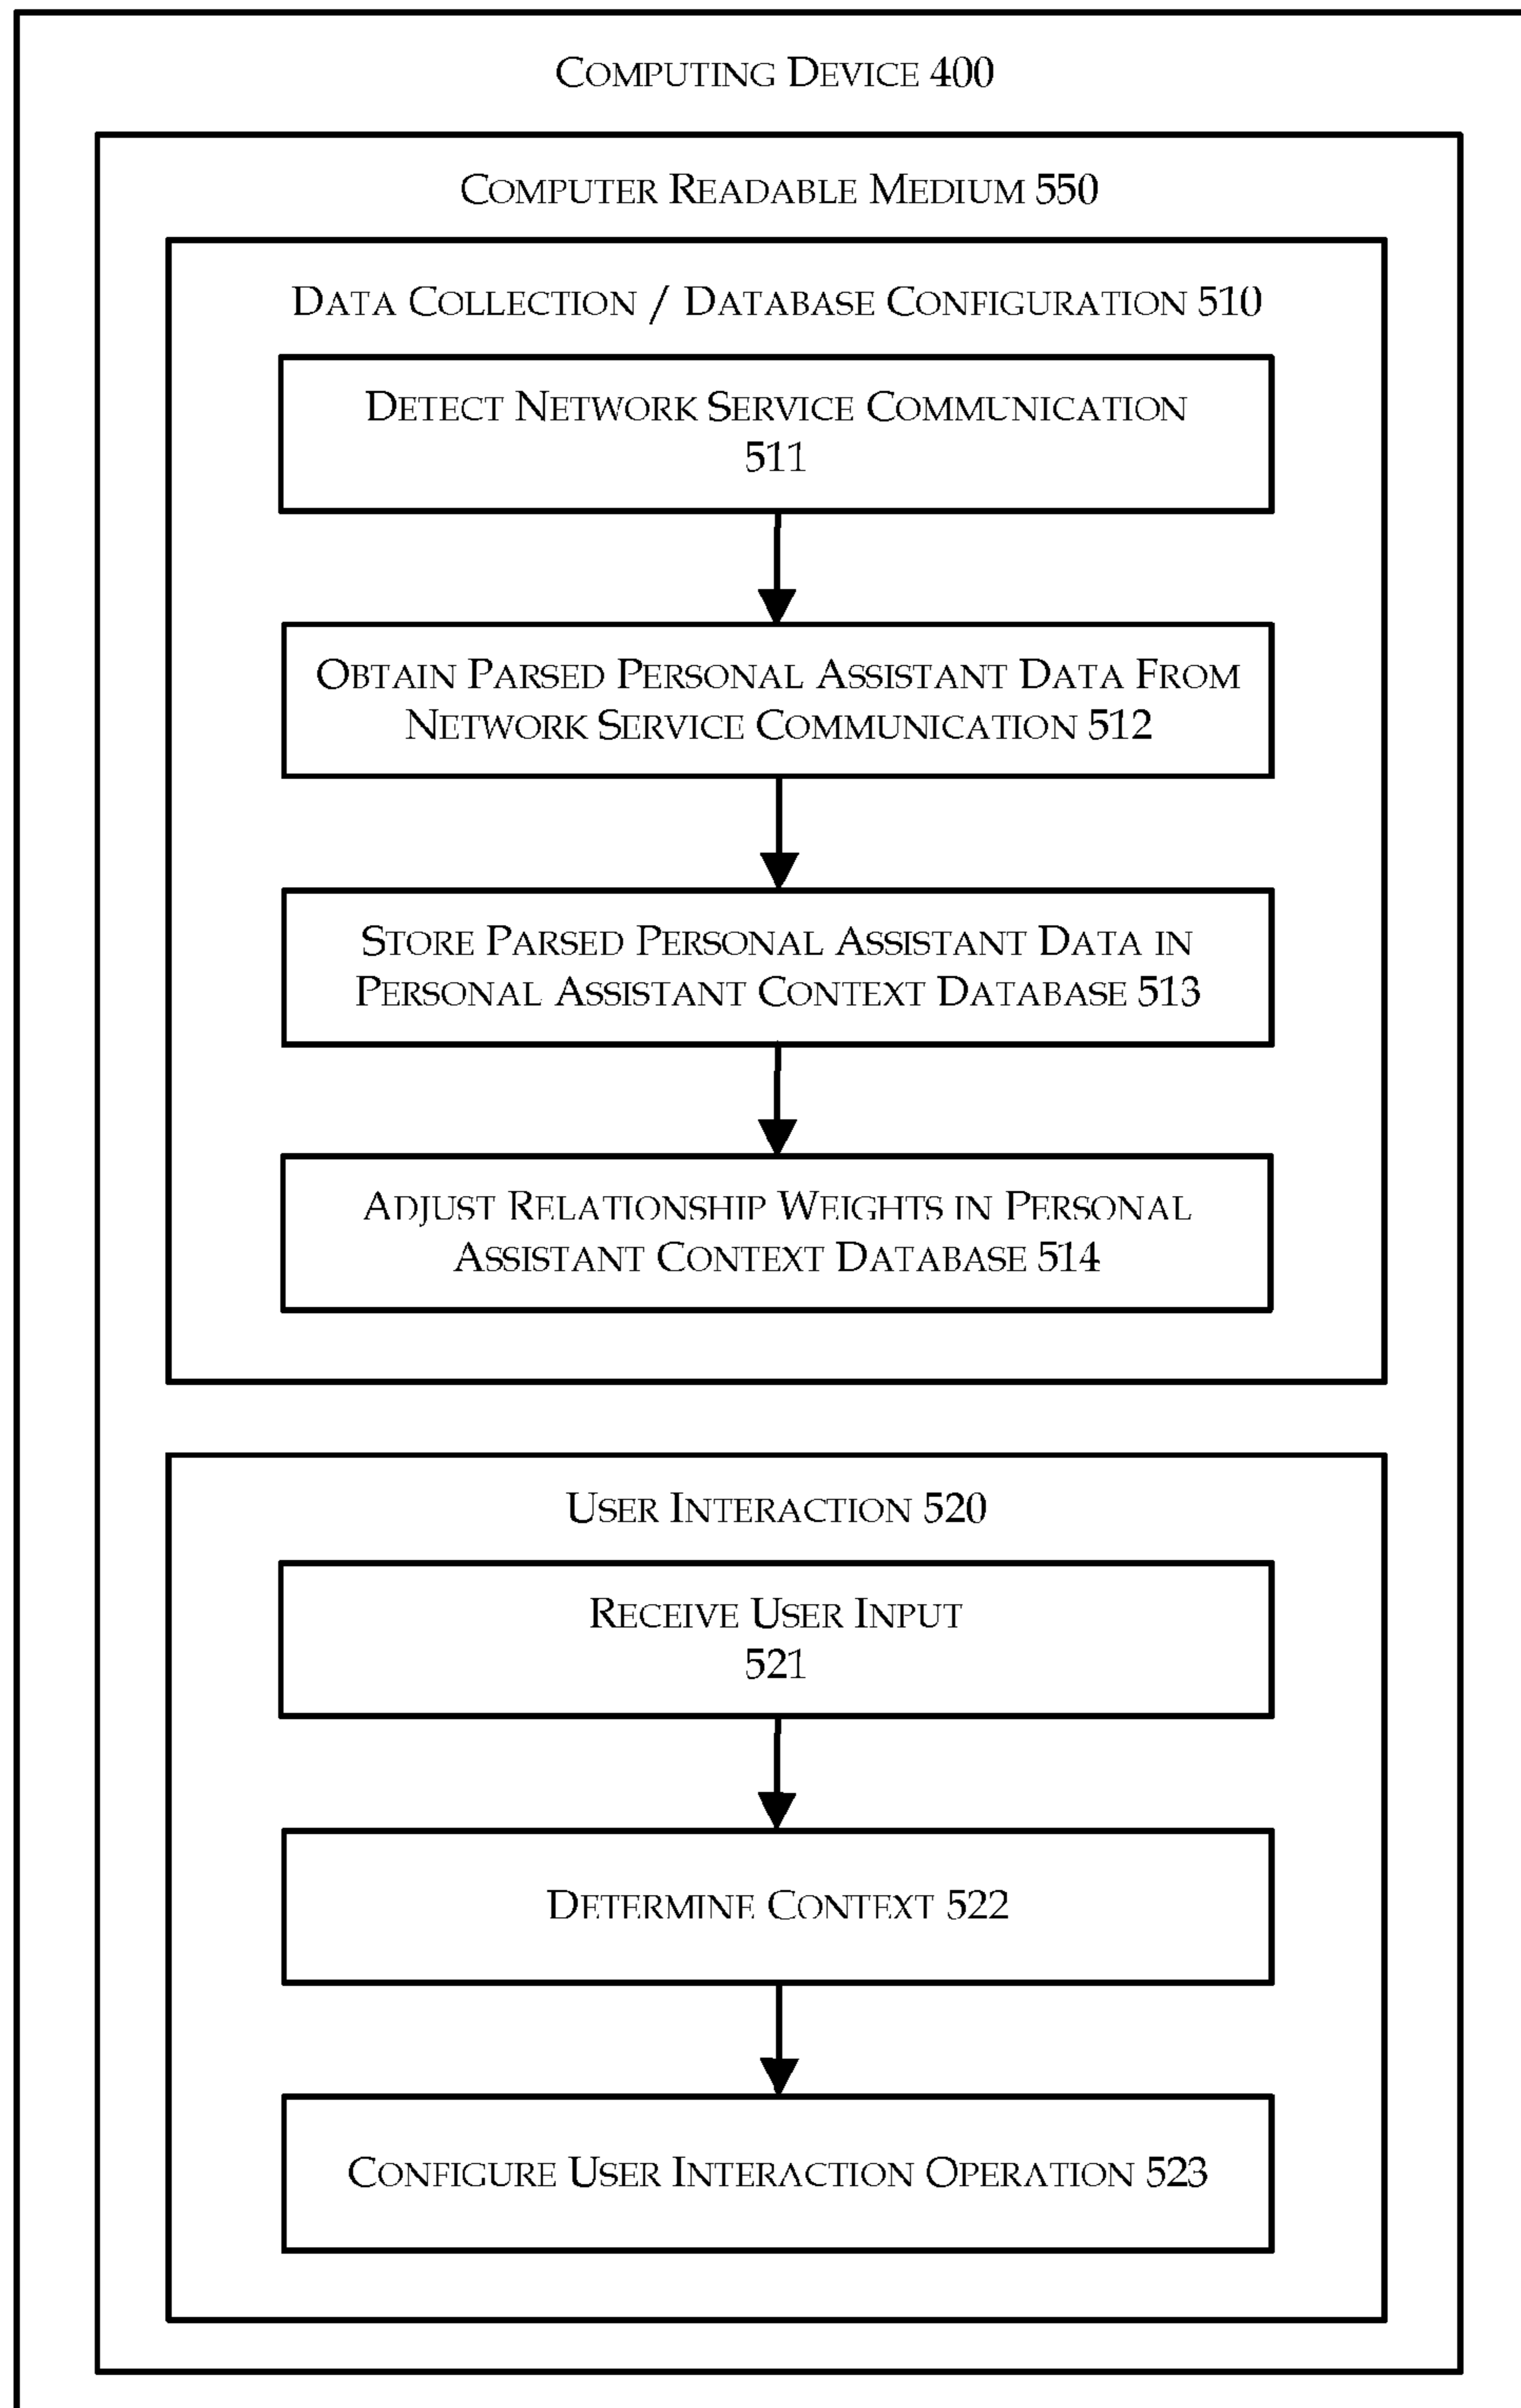 COMPUTING DEVICE 400
COMPUTER READABLE MEDIUM 550
DATA COLLECTION / DATABASE CONFIGURATION 510
DETECT NETWORK SERVICE COMMUNICATION
511
OBTAIN PARSED PERSONAL ASSISTANT DATA FROM
NETWORK SERVICE COMMUNICATION 512
STORE PARSED PERSONAL ASSISTANT DATA IN
PERSONAL ASSISTANT CONTEXT DATABASE 513
ADJUST RELATIONSHIP WEIGHTS IN PERSONAL
ASSISTANT CONTEXT DATABASE 514
USER INTERACTION 520
RECEIVE USER INPUT
521
DETERMINE CONTEXT 522
CONFIGURE USER INTERACTION OPERATION 523